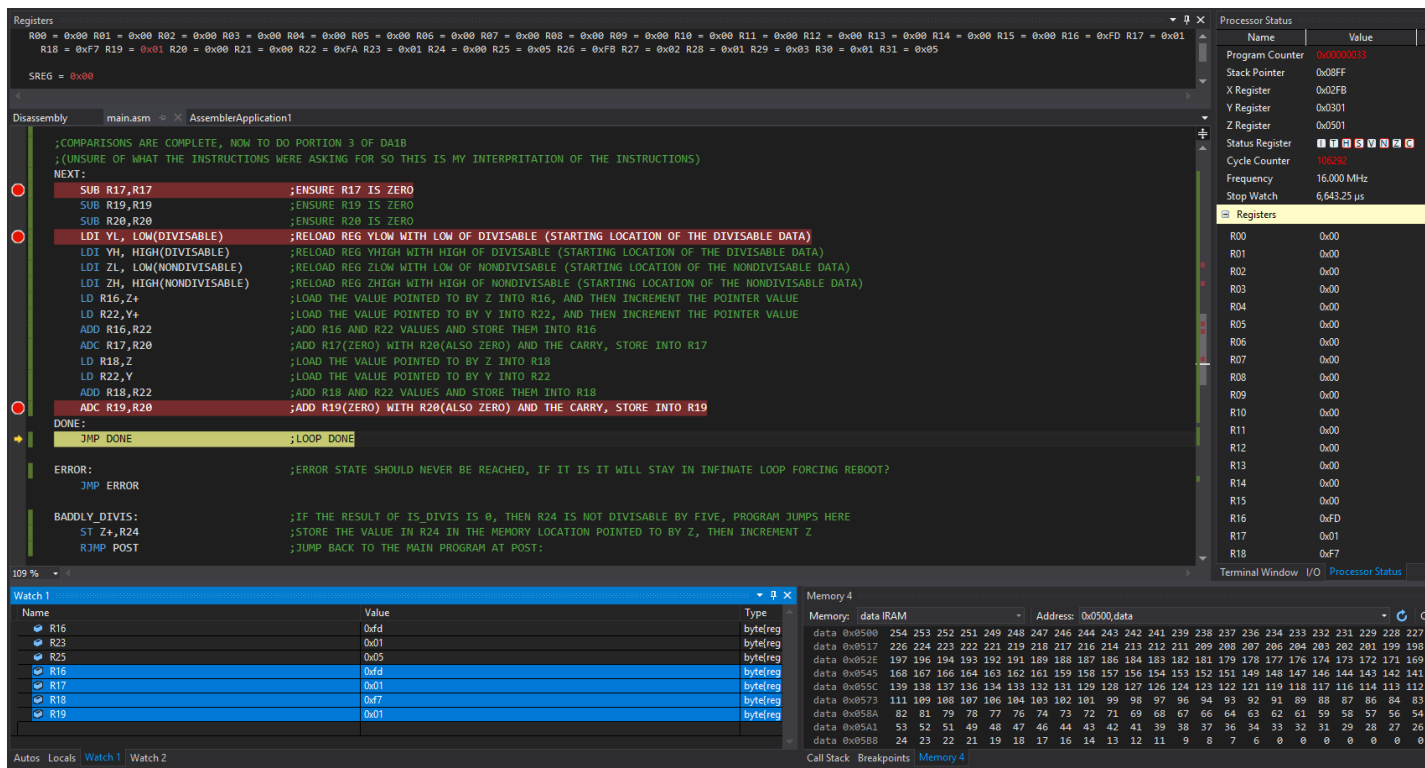 Registers
R00 = 0x00 R01 = 0x00 R02 = 0x00 R03 = 0x00 R04 = 0x00 R05 = 0x00 R06 = 0x00 R07 = 0x00 R08 = 0x00 R09 = 0x00 R10 = 0x00 R11 = 0x00 R12 = 0x00 R13 = 0x00 R14 = 0x00 R15 = 0x00 R16 = 0xFD R17 = 0x01
R18 = 0xF7 R19 = 0x01 R20 = 0x00 R21 = 0x00 R22 = 0xFA R23 = 0x01 R24 = 0x00 R25 = 0x05 R26 = 0xFB R27 = 0x02 R28 = 0x01 R29 = 0x03 R30 = 0x01 R31 = 0x05
SREG = 0x00
Disassembly main.asm AssemblerApplication1
;COMPARISONS ARE COMPLETE, NOW TO DO PORTION 3 OF DA1B
;(UNSURE OF WHAT THE INSTRUCTIONS WERE ASKING FOR SO THIS IS MY INTERPRITATION OF THE INSTRUCTIONS)
NEXT:
SUB R17,R17 ;ENSURE R17 IS ZERO
SUB R19,R19 ;ENSURE R19 IS ZERO
SUB R20,R20 ;ENSURE R20 IS ZERO
LDI YL, LOW(DIVISABLE) ;RELOAD REG YLOW WITH LOW OF DIVISABLE (STARTING LOCATION OF THE DIVISABLE DATA)
LDI YH, HIGH(DIVISABLE) ;RELOAD REG YHIGH WITH HIGH OF DIVISABLE (STARTING LOCATION OF THE DIVISABLE DATA)
LDI ZL, LOW(NONDIVISABLE) ;RELOAD REG ZLOW WITH LOW OF NONDIVISABLE (STARTING LOCATION OF THE NONDIVISABLE DATA)
LDI ZH, HIGH(NONDIVISABLE) ;RELOAD REG ZHIGH WITH HIGH OF NONDIVISABLE (STARTING LOCATION OF THE NONDIVISABLE DATA)
LD R16,Z+ ;LOAD THE VALUE POINTED TO BY Z INTO R16, AND THEN INCREMENT THE POINTER VALUE
LD R22,Y+ ;LOAD THE VALUE POINTED TO BY Y INTO R22, AND THEN INCREMENT THE POINTER VALUE
ADD R16,R22 ;ADD R16 AND R22 VALUES AND STORE THEM INTO R16
ADC R17,R20 ;ADD R17(ZERO) WITH R20(ALSO ZERO) AND THE CARRY, STORE INTO R17
LD R18,Z ;LOAD THE VALUE POINTED TO BY Z INTO R18
LD R22,Y ;LOAD THE VALUE POINTED TO BY Y INTO R22
ADD R18,R22 ;ADD R18 AND R22 VALUES AND STORE THEM INTO R18
ADC R19,R20 ;ADD R19(ZERO) WITH R20(ALSO ZERO) AND THE CARRY, STORE INTO R19
DONE:
JMP DONE ;LOOP DONE
ERROR: ;ERROR STATE SHOULD NEVER BE REACHED, IF IT IS IT WILL STAY IN INFINATE LOOP FORCING REBOOT?
JMP ERROR
BADDLY_DIVIS: ;IF THE RESULT OF IS_DIVIS IS 0, THEN R24 IS NOT DIVISABLE BY FIVE, PROGRAM JUMPS HERE
ST Z+,R24 ;STORE THE VALUE IN R24 IN THE MEMORY LOCATION POINTED TO BY Z, THEN INCREMENT Z
RJMP POST ;JUMP BACK TO THE MAIN PROGRAM AT POST:
109 %
Processor Status
Name Value
Program Counter 0x00000033
Stack Pointer 0x08FF
X Register 0x02FB
Y Register 0x0301
Z Register 0x0501
Status Register I T H S V N Z C
Cycle Counter 106292
Frequency 16.000 MHz
Stop Watch 6,643.25 µs
Registers
R00 0x00
R01 0x00
R02 0x00
R03 0x00
R04 0x00
R05 0x00
R06 0x00
R07 0x00
R08 0x00
R09 0x00
R10 0x00
R11 0x00
R12 0x00
R13 0x00
R14 0x00
R15 0x00
R16 0xFD
R17 0x01
R18 0xF7
Terminal Window I/O Processor Status
Watch 1
Name Value Type
R16 0xfd byte{reg
R23 0x01 byte{reg
R25 0x05 byte{reg
R16 0xfd byte{reg
R17 0x01 byte{reg
R18 0xf7 byte{reg
R19 0x01 byte{reg
Autos Locals Watch 1 Watch 2
Memory 4
Memory: data IRAM Address: 0x0500,data
data 0x0500 254 253 252 251 249 248 247 246 244 243 242 241 239 238 237 236 234 233 232 231 229 228 227
data 0x0517 226 224 223 222 221 219 218 217 216 214 213 212 211 209 208 207 206 204 203 202 201 199 198
data 0x052E 197 196 194 193 192 191 189 188 187 186 184 183 182 181 179 178 177 176 174 173 172 171 169
data 0x0545 168 167 166 164 163 162 161 159 158 157 156 154 153 152 151 149 148 147 146 144 143 142 141
data 0x055C 139 138 137 136 134 133 132 131 129 128 127 126 124 123 122 121 119 118 117 116 114 113 112
data 0x0573 111 109 108 107 106 104 103 102 101 99 98 97 96 94 93 92 91 89 88 87 86 84 83
data 0x058A 82 81 79 78 77 76 74 73 72 71 69 68 67 66 64 63 62 61 59 58 57 56 54
data 0x05A1 53 52 51 49 48 47 46 44 43 42 41 39 38 37 36 34 33 32 31 29 28 27 26
data 0x05B8 24 23 22 21 19 18 17 16 14 13 12 11 9 8 7 6 0 0 0 0 0 0 0
Call Stack Breakpoints Memory 4